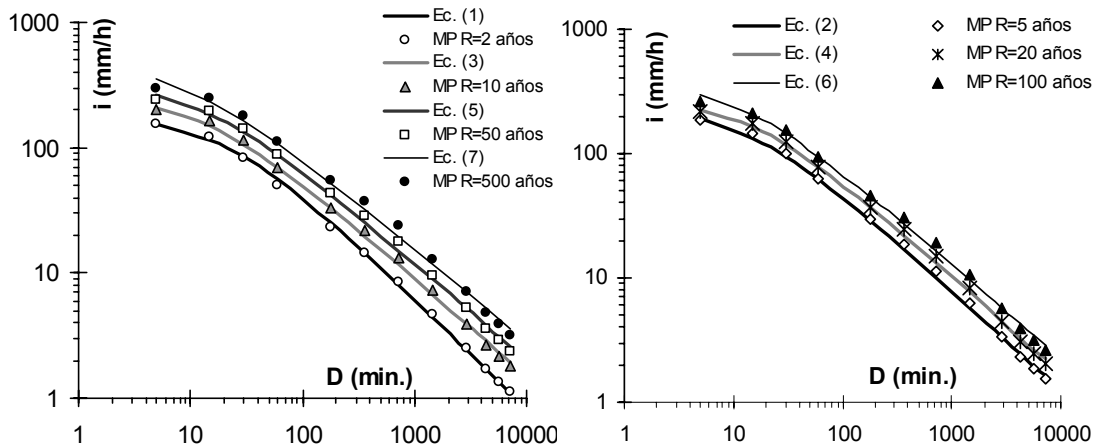 1000
100
10
1
i (mm/h)
Ec. (1)
MP R=2 años
Ec. (3)
MP R=10 años
Ec. (5)
MP R=50 años
Ec. (7)
MP R=500 años
D (min.)
1 10 100 1000 10000
1000
100
10
1
i (mm/h)
Ec. (2)
Ec. (4)
Ec. (6)
MP R=5 años
MP R=20 años
MP R=100 años
D (min.)
1 10 100 1000 10000